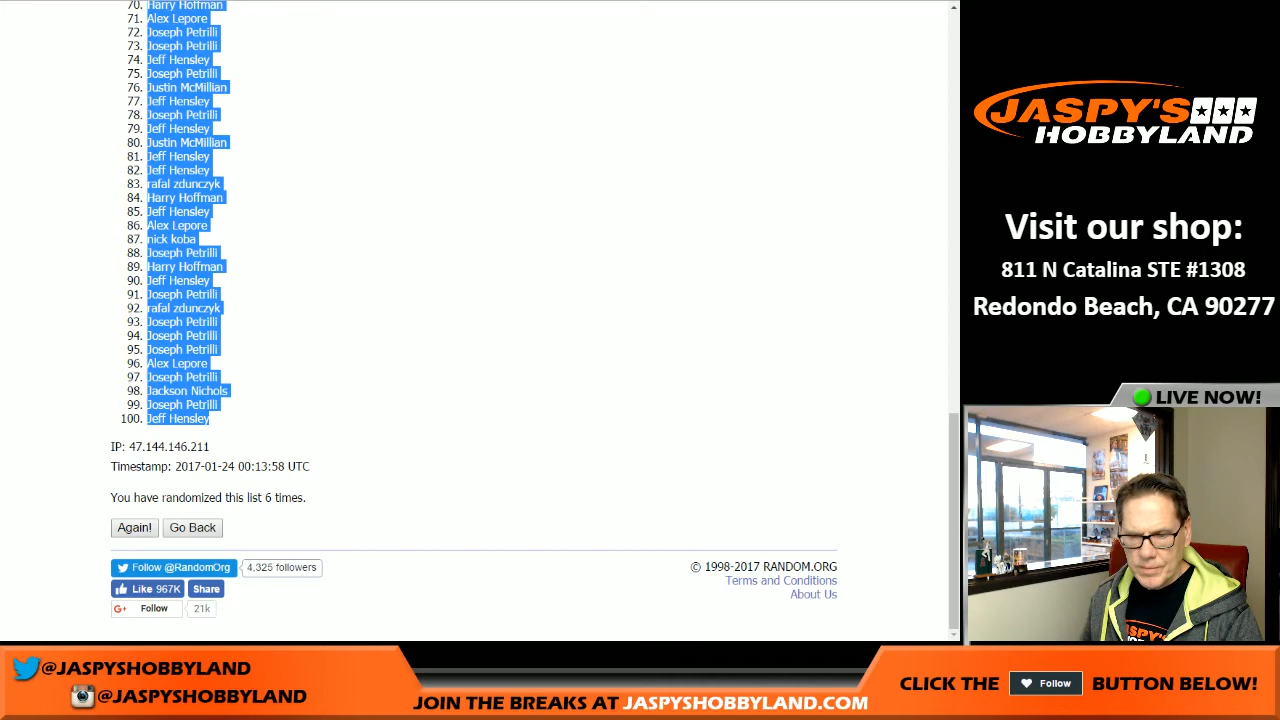 70. Harry Hoffman
71. Alex Lepore
72. Joseph Petrilli
73. Joseph Petrilli
74. Jeff Hensley
75. Joseph Petrilli
76. Justin McMillian
77. Jeff Hensley
78. Joseph Petrilli
79. Jeff Hensley
80. Justin McMillian
81. Jeff Hensley
82. Jeff Hensley
83. rafal zdunczyk
84. Harry Hoffman
85. Jeff Hensley
86. Alex Lepore
87. nick koba
88. Joseph Petrilli
89. Harry Hoffman
90. Jeff Hensley
91. Joseph Petrilli
92. rafal zdunczyk
93. Joseph Petrilli
94. Joseph Petrilli
95. Joseph Petrilli
96. Alex Lepore
97. Joseph Petrilli
98. Jackson Nichols
99. Joseph Petrilli
100. Jeff Hensley
IP: 47.144.146.211
Timestamp: 2017-01-24 00:13:58 UTC
You have randomized this list 6 times.
Again! Go Back
Follow @RandomOrg 4,325 followers
Like 967K Share
G+ Follow 21k
© 1998-2017 RANDOM.ORG
Terms and Conditions
About Us
JASPY'S
HOBBYLAND
Visit our shop:
811 N Catalina STE #1308
Redondo Beach, CA 90277
LIVE NOW!
JASPY'S
@JASPYSHOBBYLAND
@JASPYSHOBBYLAND
JOIN THE BREAKS AT JASPYSHOBBYLAND.COM
CLICK THE Follow BUTTON BELOW!